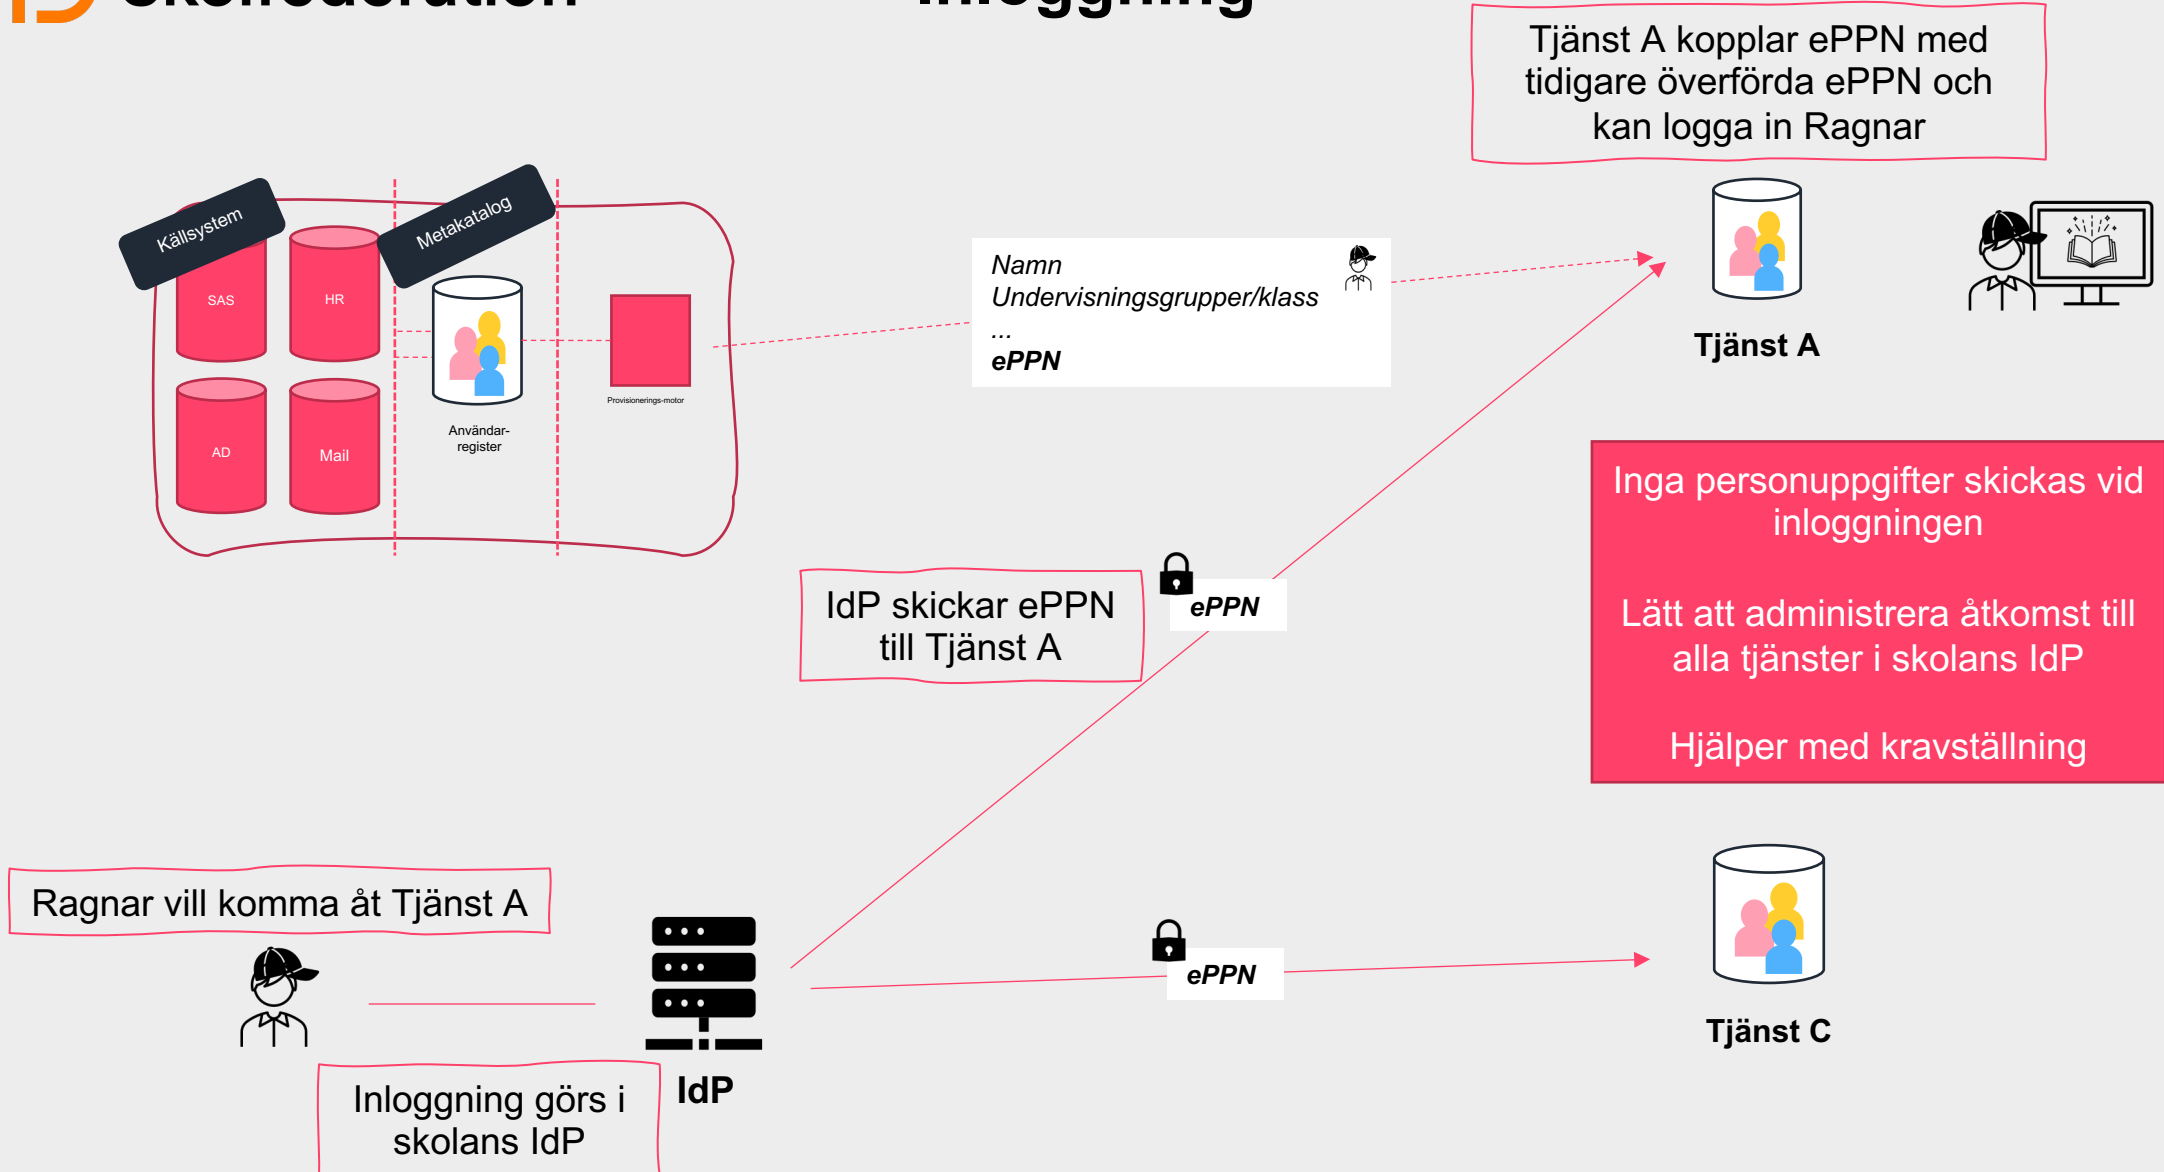 Skolfederation
Inloggning
Tjänst A kopplar ePPN med
tidigare överförda ePPN och
kan logga in Ragnar
Källsystem
Metakatalog
SAS
HR
AD
Mail
Användar-
register
Provisionerings-motor
Namn
Undervisningsgrupper/klass
...
ePPN
Tjänst A
Inga personuppgifter skickas vid
inloggningen
Lätt att administrera åtkomst till
alla tjänster i skolans IdP
Hjälper med kravställning
IdP skickar ePPN
till Tjänst A
ePPN
Ragnar vill komma åt Tjänst A
ePPN
Tjänst C
IdP
Inloggning görs i
skolans IdP